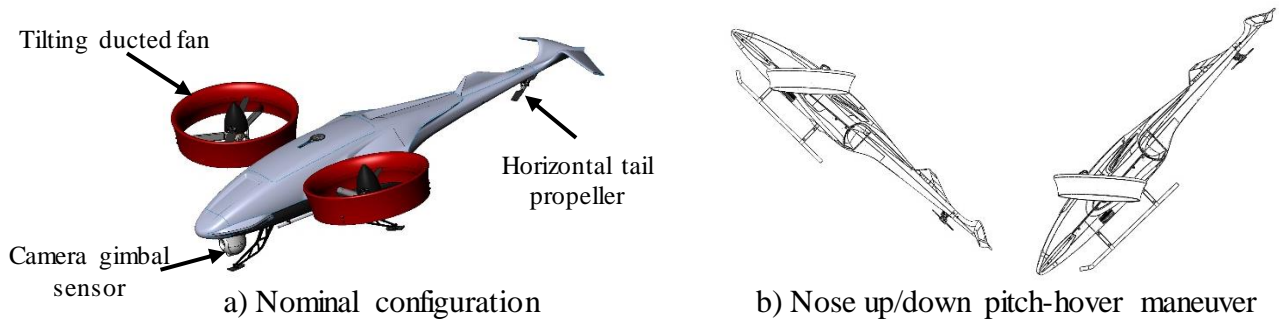 Tilting ducted fan
Horizontal tail
propeller
Camera gimbal
sensor
a) Nominal configuration
b) Nose up/down pitch-hover maneuver